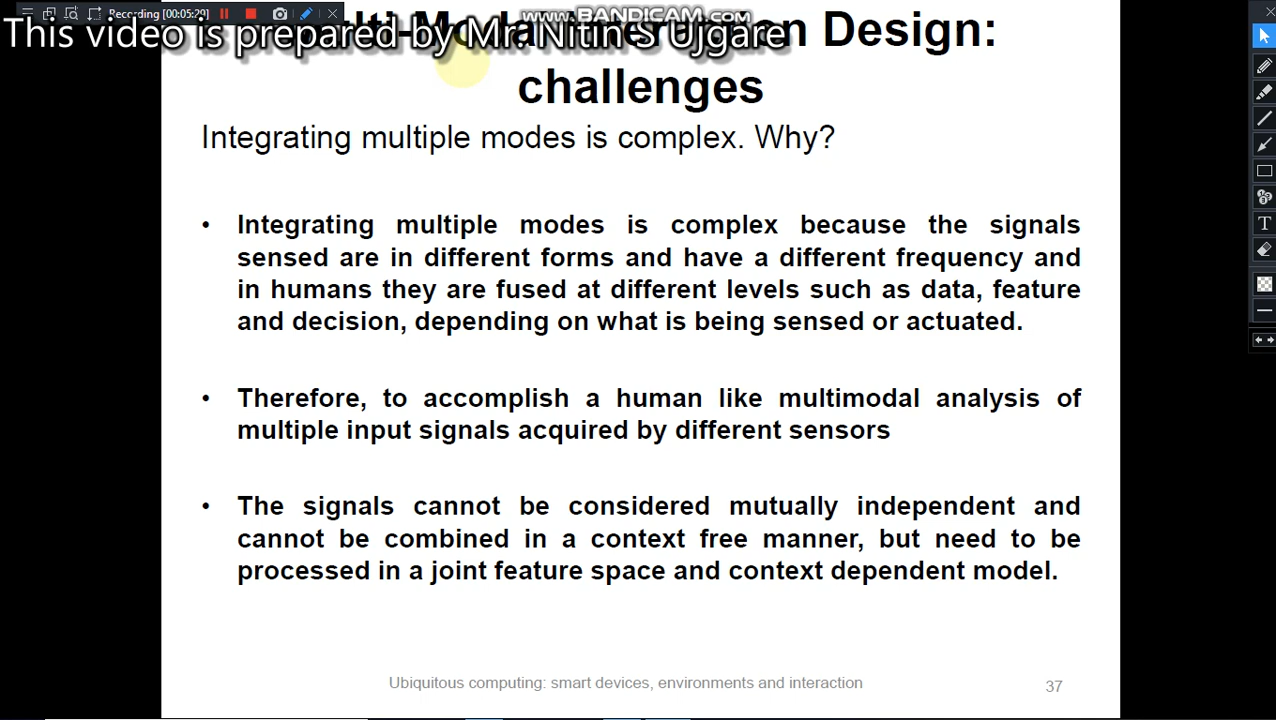 Recording [00:05:29]
www.BANDICAM.com
This video is prepared by Mr. Nitin S Ujgare
Design:
challenges
Integrating multiple modes is complex. Why?
• Integrating multiple modes is complex because the signals
sensed are in different forms and have a different frequency and
in humans they are fused at different levels such as data, feature
and decision, depending on what is being sensed or actuated.
• Therefore, to accomplish a human like multimodal analysis of
multiple input signals acquired by different sensors
• The signals cannot be considered mutually independent and
cannot be combined in a context free manner, but need to be
processed in a joint feature space and context dependent model.
Ubiquitous computing: smart devices, environments and interaction
37